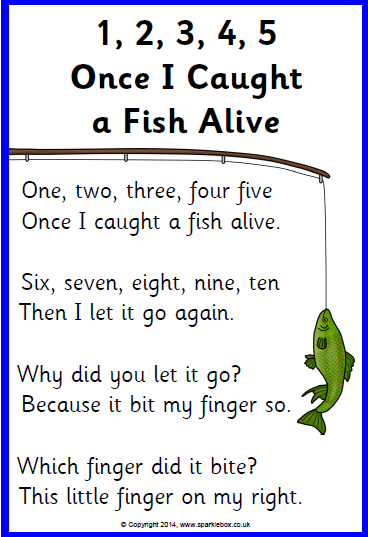 1, 2, 3, 4, 5
Once I Caught
a Fish Alive
One, two, three, four five
Once I caught a fish alive.
Six, seven, eight, nine, ten
Then I let it go again.
Why did you let it go?
Because it bit my finger so.
Which finger did it bite?
This little finger on my right.
© Copyright 2014, www.sparklebox.co.uk